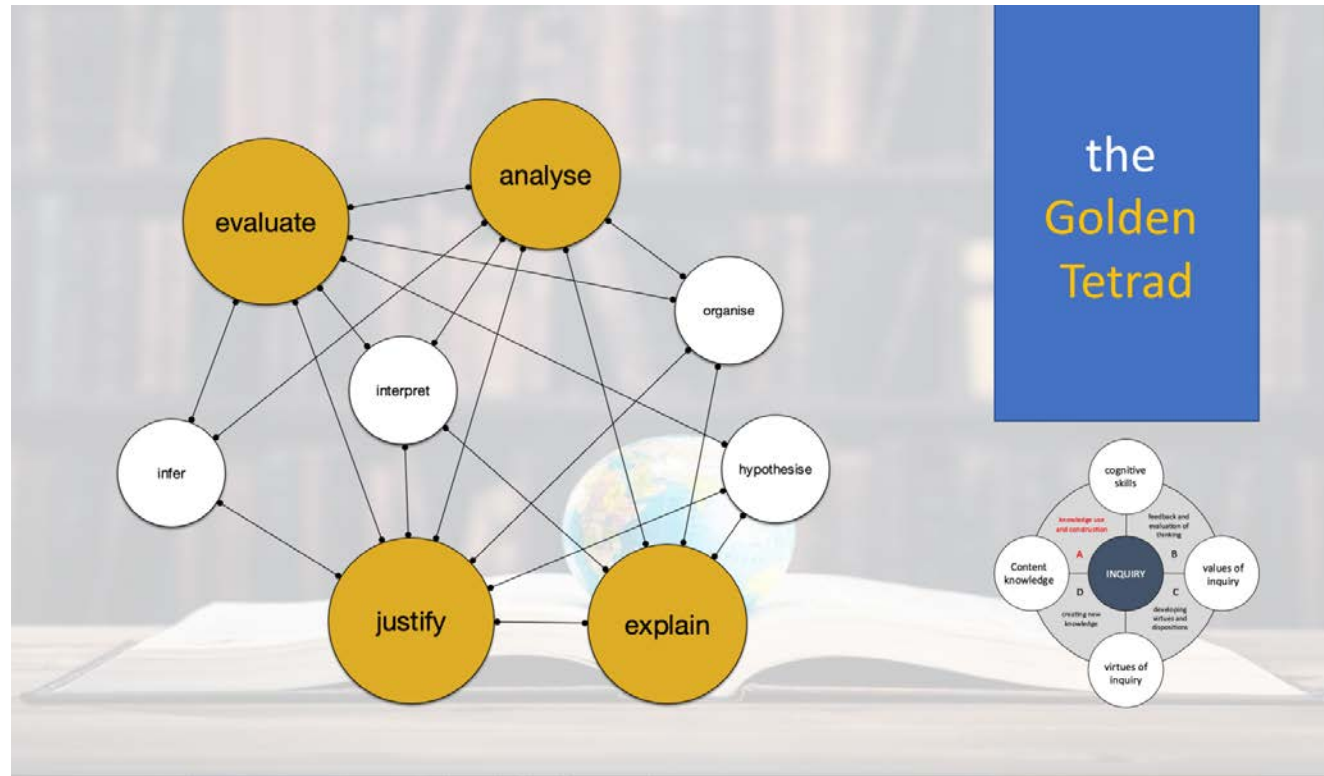 the
Golden
Tetrad
analyse
evaluate
organise
interpret
infer
hypothesise
justify
explain
cognitive
skills
knowledge use
and construction
feedback and
evaluation of
thinking
A
B
Content
knowledge
INQUIRY
values of
inquiry
D
C
creating new
knowledge
developing
virtues and
dispositions
virtues of
inquiry